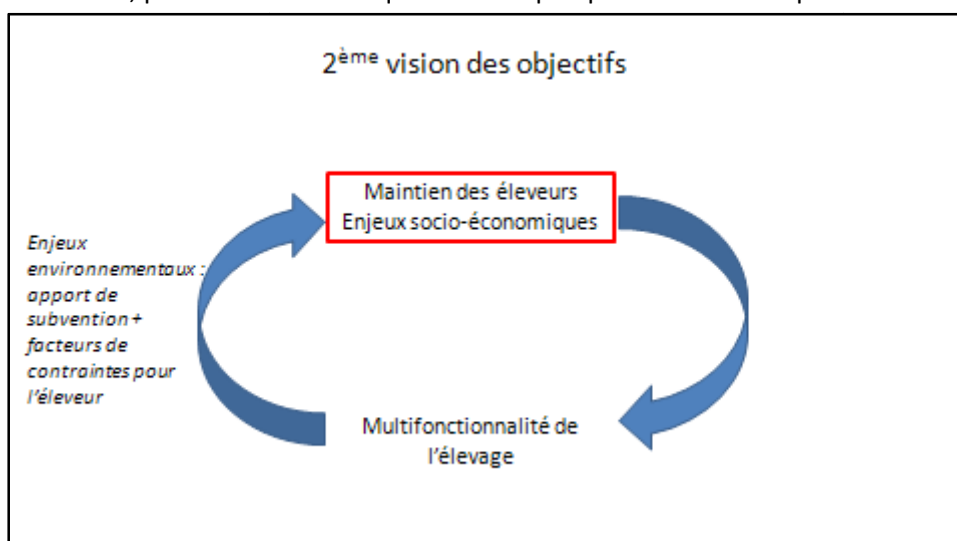 2ème vision des objectifs
Maintien des éleveurs
Enjeux socio-économiques
Enjeux
environnementaux :
apport de
subvention +
facteurs de
contraintes pour
l'éleveur
Multifonctionnalité de
l'élevage